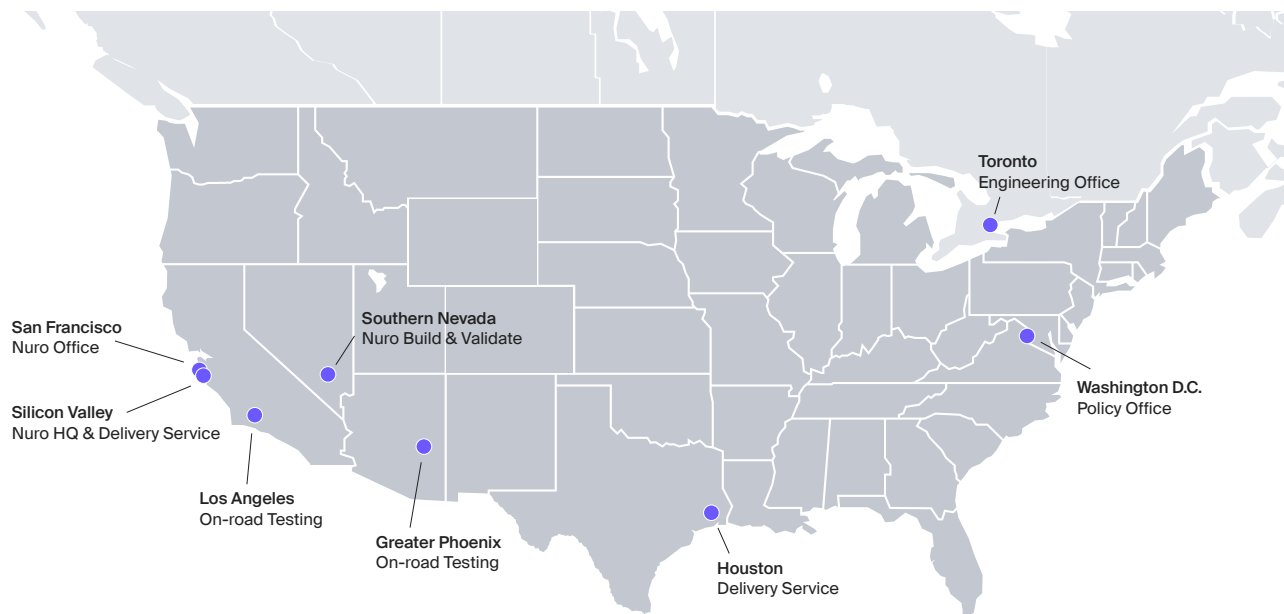 Toronto
Engineering Office
San Francisco
Nuro Office
Southern Nevada
Nuro Build & Validate
Silicon Valley
Nuro HQ & Delivery Service
Washington D.C.
Policy Office
Los Angeles
On-road Testing
Greater Phoenix
On-road Testing
Houston
Delivery Service